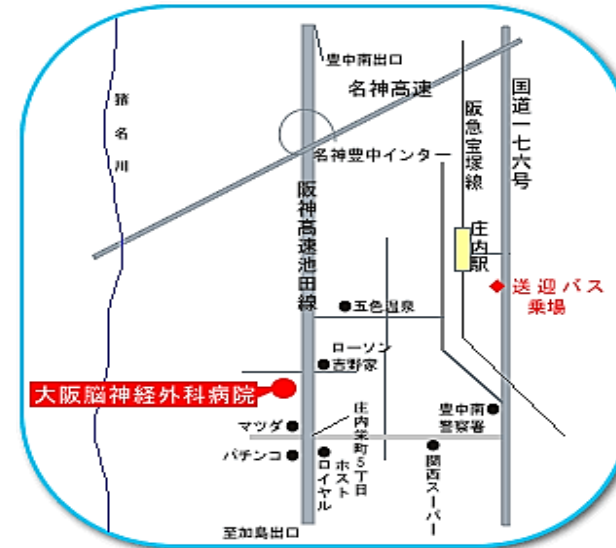 豊中南出口
名神高速
猪名川
阪急宝塚線
国道一七六号
名神豊中インター
阪神高速池田線
庄内駅
送迎バス
乗場
五色温泉
ローソン
吉野家
大阪脳神経外科病院
庄内栄町5丁目
豊中南
警察署
マツダ
パチンコ
ロイヤル
ホスト
関西スーパー
至加島出口